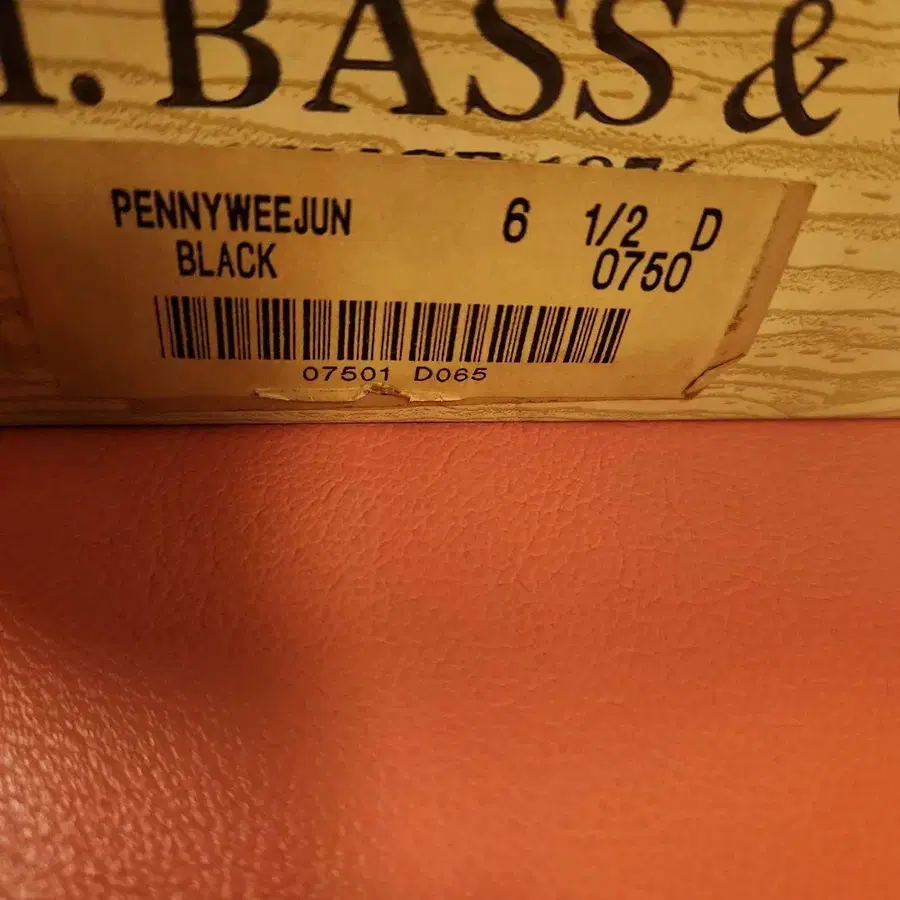 . BASS &
PENNYWEEJUN 6 1/2 D
BLACK 0750
07501 D065